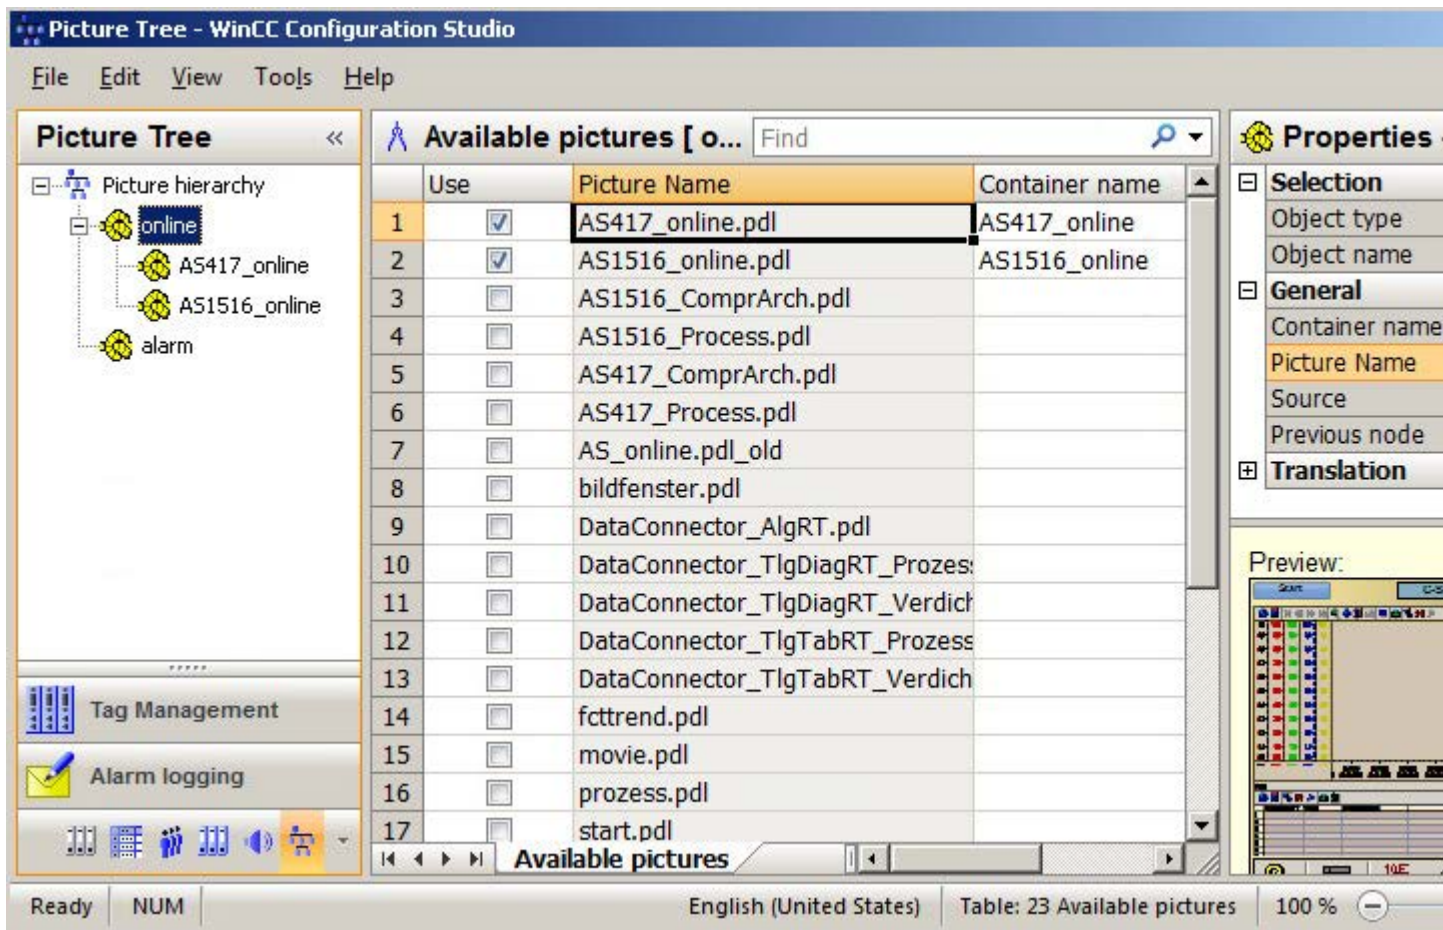 Picture Tree - WinCC Configuration Studio
File Edit View Tools Help
Picture Tree «
Picture hierarchy
online
AS417_online
AS1516_online
alarm
Tag Management
Alarm logging
Available pictures [ o... Find
Use Picture Name Container name
1 AS417_online.pdl AS417_online
2 AS1516_online.pdl AS1516_online
3 AS1516_ComprArch.pdl
4 AS1516_Process.pdl
5 AS417_ComprArch.pdl
6 AS417_Process.pdl
7 AS_online.pdl_old
8 bildfenster.pdl
9 DataConnector_AlgRT.pdl
10 DataConnector_TlgDiagRT_Prozes
11 DataConnector_TlgDiagRT_Verdich
12 DataConnector_TlgTabRT_Prozess
13 DataConnector_TlgTabRT_Verdich
14 fcttrend.pdl
15 movie.pdl
16 prozess.pdl
17 start.pdl
Available pictures
Properties
Selection
Object type
Object name
General
Container name
Picture Name
Source
Previous node
Translation
Preview:
Start
Ready NUM English (United States) Table: 23 Available pictures 100 %